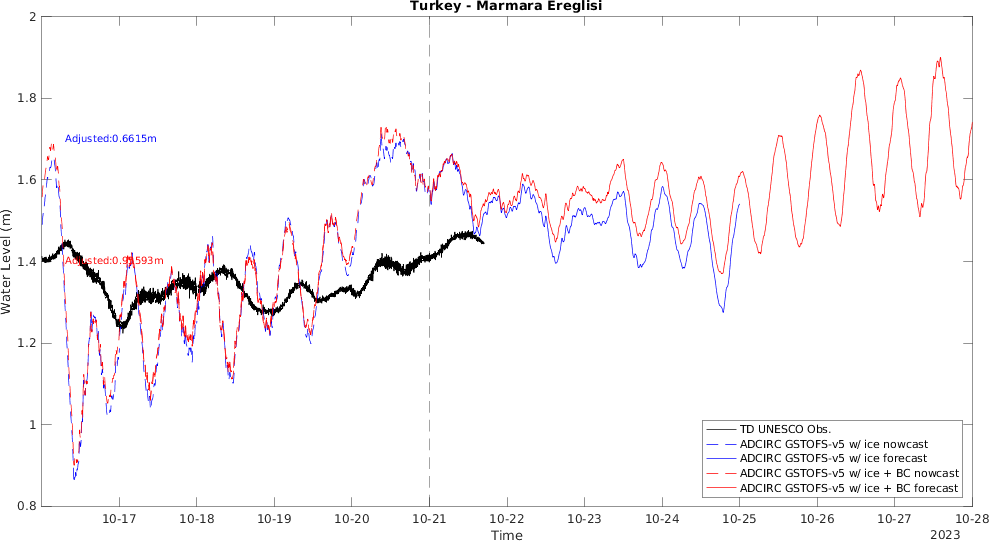 Turkey - Marmara Ereglisi
2
1.8
1.6
1.4
1.2
1
0.8
Water Level (m)
Adjusted:0.6615m
10-17
10-18
10-19
10-20
10-21
10-22
10-23
10-24
10-25
10-26
10-27
10-28
Time
2023
TD UNESCO Obs.
ADCIRC GSTOFS-v5 w/ ice nowcast
ADCIRC GSTOFS-v5 w/ ice forecast
ADCIRC GSTOFS-v5 w/ ice + BC nowcast
ADCIRC GSTOFS-v5 w/ ice + BC forecast